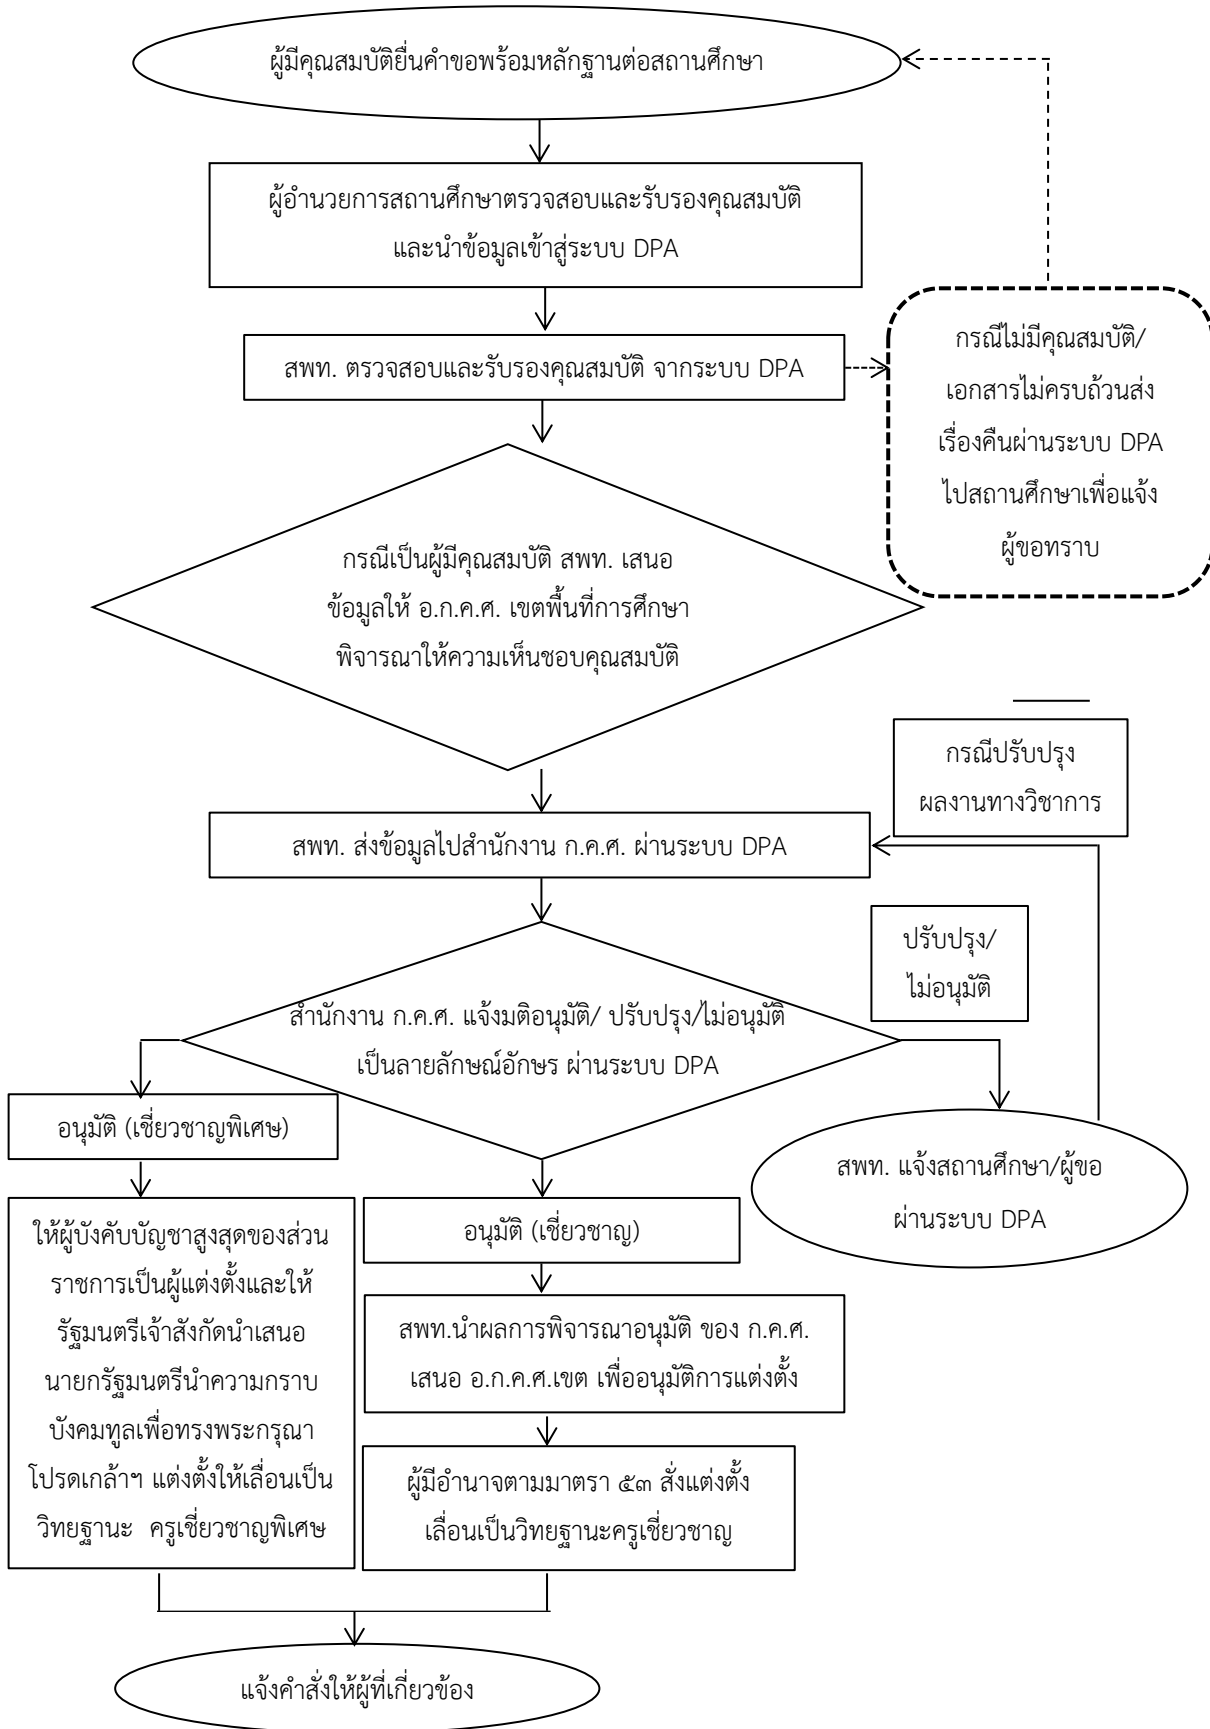 ผู้มีคุณสมบัติยื่นคำขอพร้อมหลักฐานต่อสถานศึกษา
ผู้อำนวยการสถานศึกษาตรวจสอบและรับรองคุณสมบัติ
และนำข้อมูลเข้าสู่ระบบ DPA
สพท. ตรวจสอบและรับรองคุณสมบัติ จากระบบ DPA
กรณีไม่มีคุณสมบัติ/
เอกสารไม่ครบถ้วนส่ง
เรื่องคืนผ่านระบบ DPA
ไปสถานศึกษาเพื่อแจ้ง
ผู้ขอทราบ
กรณีเป็นผู้มีคุณสมบัติ สพท. เสนอ
ข้อมูลให้ อ.ก.ค.ศ. เขตพื้นที่การศึกษา
พิจารณาให้ความเห็นชอบคุณสมบัติ
กรณีปรับปรุง
ผลงานทางวิชาการ
สพท. ส่งข้อมูลไปสำนักงาน ก.ค.ศ. ผ่านระบบ DPA
ปรับปรุง/
ไม่อนุมัติ
สำนักงาน ก.ค.ศ. แจ้งมติอนุมัติ/ ปรับปรุง/ไม่อนุมัติ
เป็นลายลักษณ์อักษร ผ่านระบบ DPA
อนุมัติ (เชี่ยวชาญพิเศษ)
สพท. แจ้งสถานศึกษา/ผู้ขอ
ผ่านระบบ DPA
ให้ผู้บังคับบัญชาสูงสุดของส่วน
ราชการเป็นผู้แต่งตั้งและให้
รัฐมนตรีเจ้าสังกัดนำเสนอ
นายกรัฐมนตรีนำความกราบ
บังคมทูลเพื่อทรงพระกรุณา
โปรดเกล้าฯ แต่งตั้งให้เลื่อนเป็น
วิทยฐานะ ครูเชี่ยวชาญพิเศษ
อนุมัติ (เชี่ยวชาญ)
สพท.นำผลการพิจารณาอนุมัติ ของ ก.ค.ศ.
เสนอ อ.ก.ค.ศ.เขต เพื่ออนุมัติการแต่งตั้ง
ผู้มีอำนาจตามมาตรา ๕๓ สั่งแต่งตั้ง
เลื่อนเป็นวิทยฐานะครูเชี่ยวชาญ
แจ้งคำสั่งให้ผู้ที่เกี่ยวข้อง